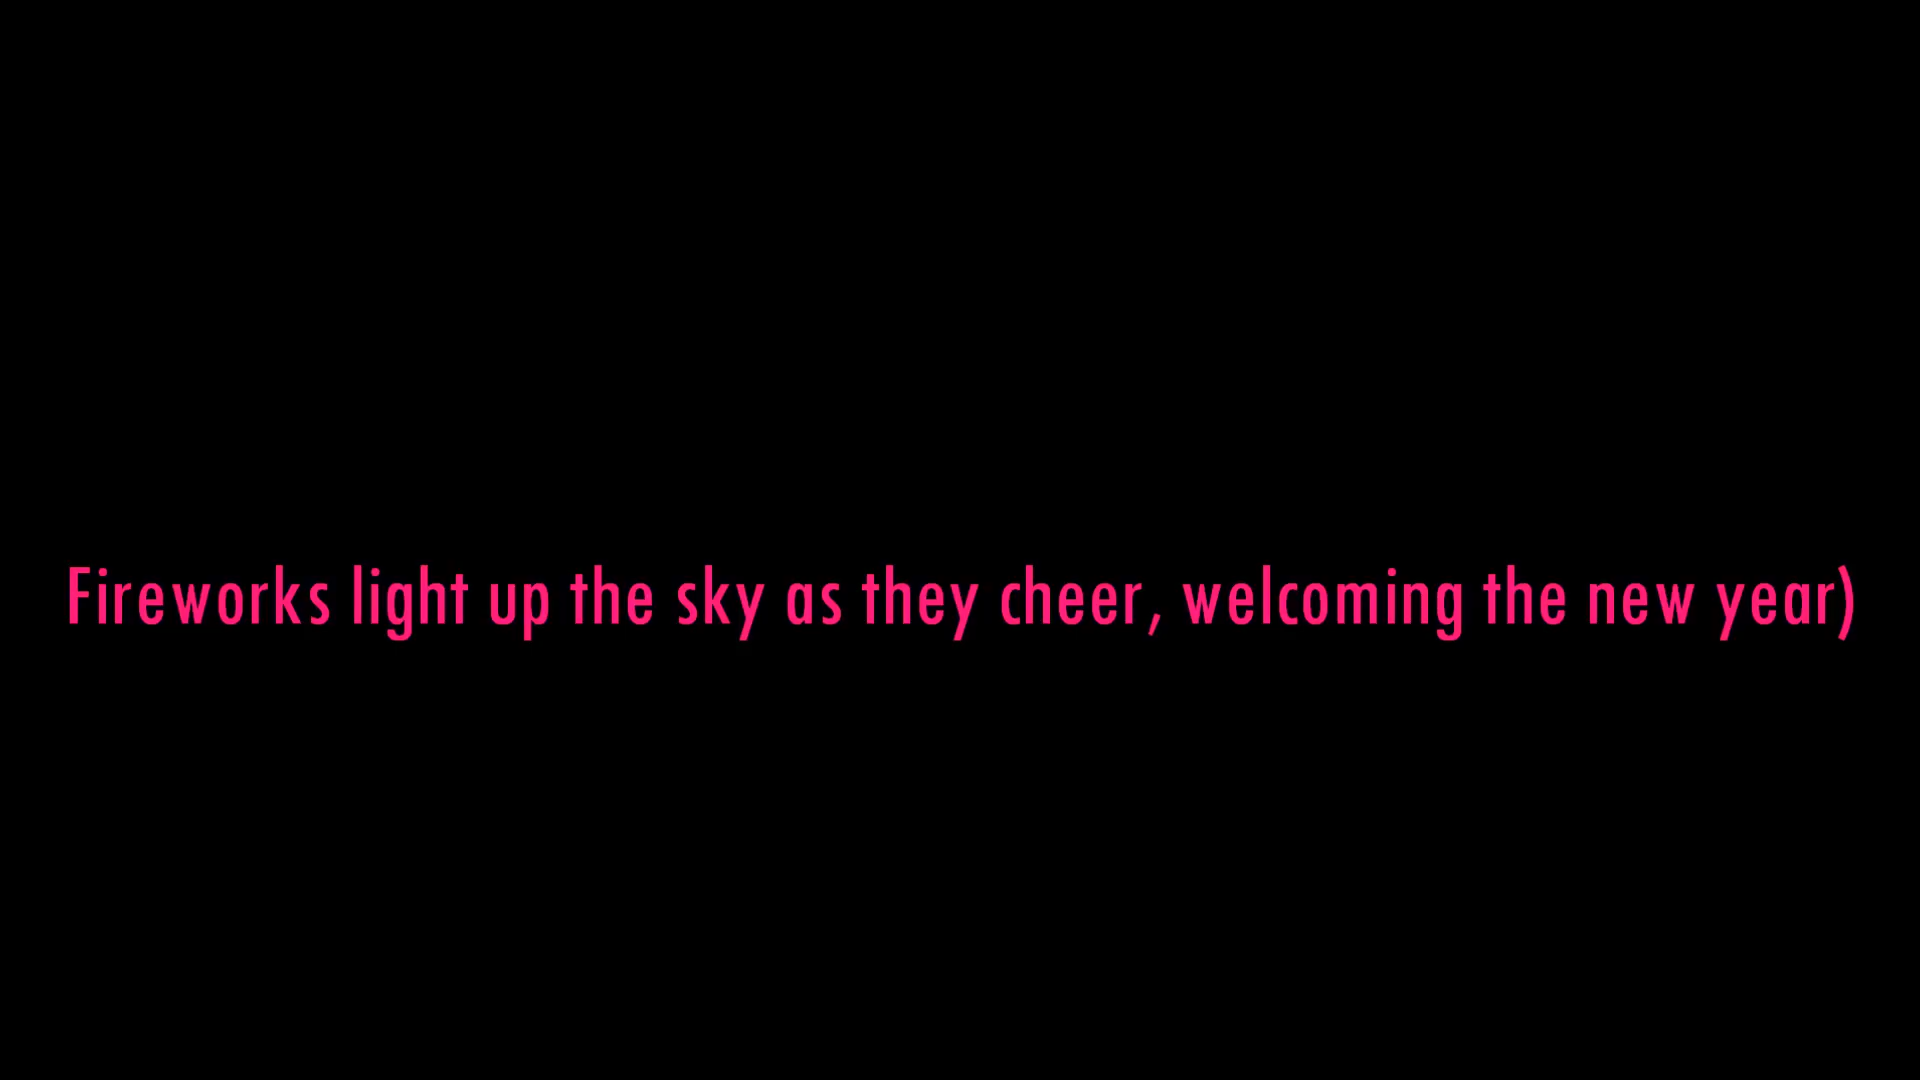 Fireworks light up the sky as they cheer, welcoming the new year)